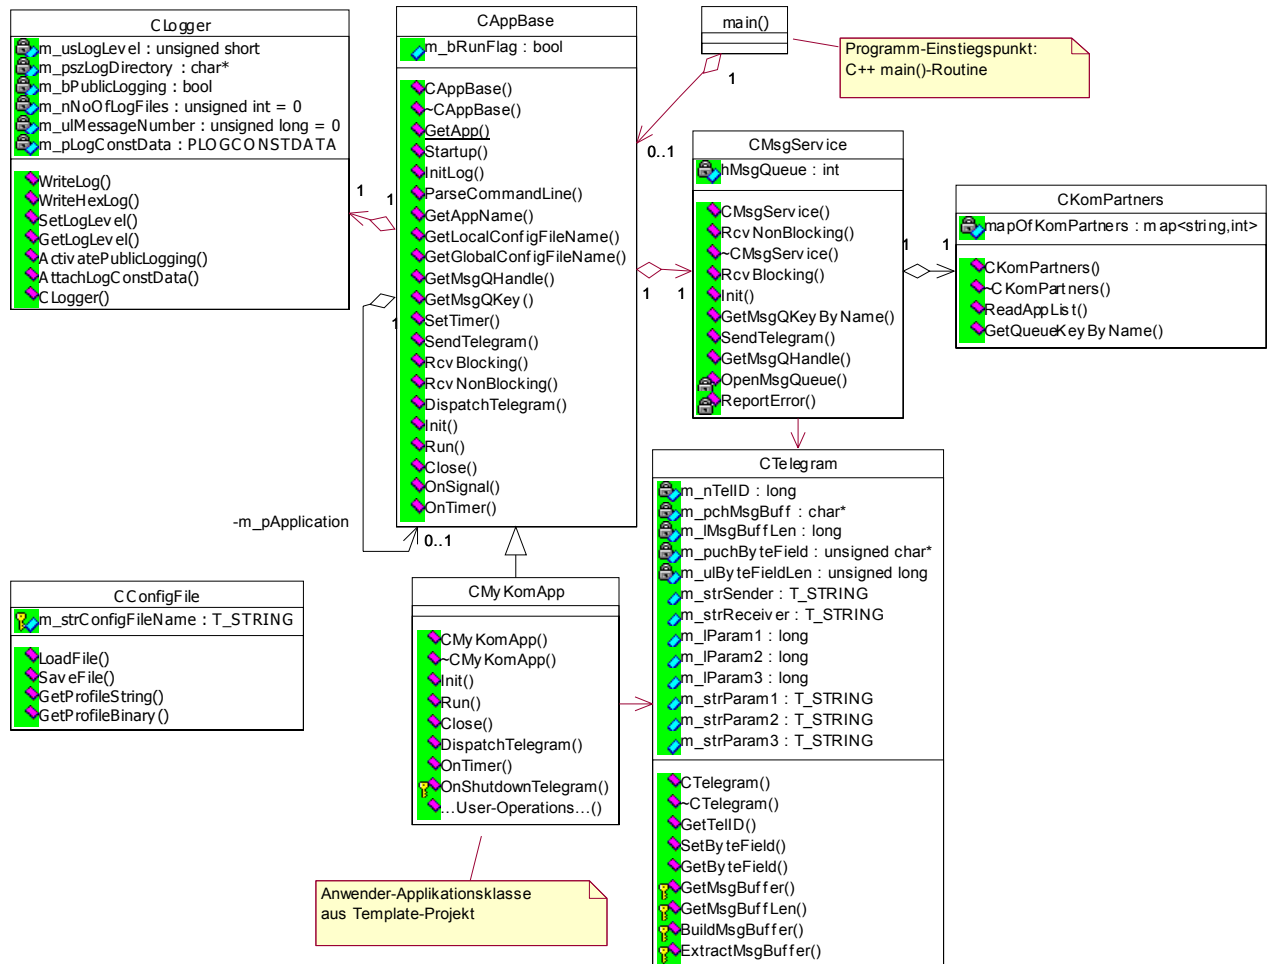 CLogger
m_usLogLevel : unsigned short
m_pszLogDirectory : char*
m_bPublicLogging : bool
m_nNoOfLogFiles : unsigned int = 0
m_ulMessageNumber : unsigned long = 0
m_pLogConstData : PLOGCONSTDATA
WriteLog()
WriteHexLog()
SetLogLevel()
GetLogLevel()
ActivatePublicLogging()
AttachLogConstData()
CLogger()
1
1
CAppBase
m_bRunFlag : bool
CAppBase()
~CAppBase()
GetApp()
Startup()
InitLog()
ParseCommandLine()
GetAppName()
GetLocalConfigFileName()
GetGlobalConfigFileName()
GetMsgQHandle()
GetMsgQKey()
SetTimer()
SendTelegram()
RcvBlocking()
RcvNonBlocking()
DispatchTelegram()
Init()
Run()
Close()
OnSignal()
OnTimer()
1
-m_pApplication
0..1
main()
1
0..1
Programm-Einstiegspunkt:
C++ main()-Routine
1
1
CMsgService
hMsgQueue : int
CMsgService()
RcvNonBlocking()
~CMsgService()
RcvBlocking()
Init()
GetMsgQKeyByName()
SendTelegram()
GetMsgQHandle()
OpenMsgQueue()
ReportError()
1
1
CKomPartners
mapOfKomPartners : map<string,int>
CKomPartners()
~CKomPartners()
ReadAppList()
GetQueueKeyByName()
CConfigFile
m_strConfigFileName : T_STRING
LoadFile()
SaveFile()
GetProfileString()
GetProfileBinary()
CMyKomApp
CMyKomApp()
~CMyKomApp()
Init()
Run()
Close()
DispatchTelegram()
OnTimer()
OnShutdownTelegram()
...User-Operations...()
Anwender-Applikationsklasse
aus Template-Projekt
CTelegram
m_nTelID : long
m_pchMsgBuff : char*
m_lMsgBuffLen : long
m_puchByteField : unsigned char*
m_ulByteFieldLen : unsigned long
m_strSender : T_STRING
m_strReceiver : T_STRING
m_lParam1 : long
m_lParam2 : long
m_lParam3 : long
m_strParam1 : T_STRING
m_strParam2 : T_STRING
m_strParam3 : T_STRING
CTelegram()
~CTelegram()
GetTelID()
SetByteField()
GetByteField()
GetMsgBuffer()
GetMsgBuffLen()
BuildMsgBuffer()
ExtractMsgBuffer()